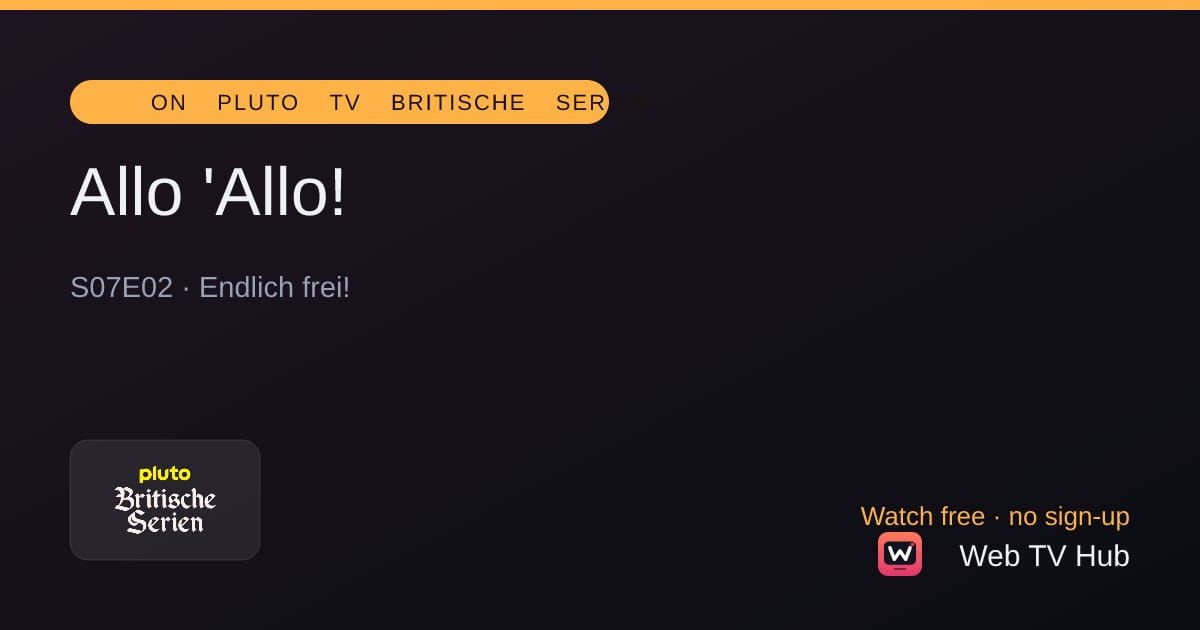 ON PLUTO TV BRITISCHE SERIEN
Allo 'Allo!
S07E02 · Endlich frei!
pluto
Britische
Serien
Watch free · no sign-up
W Web TV Hub